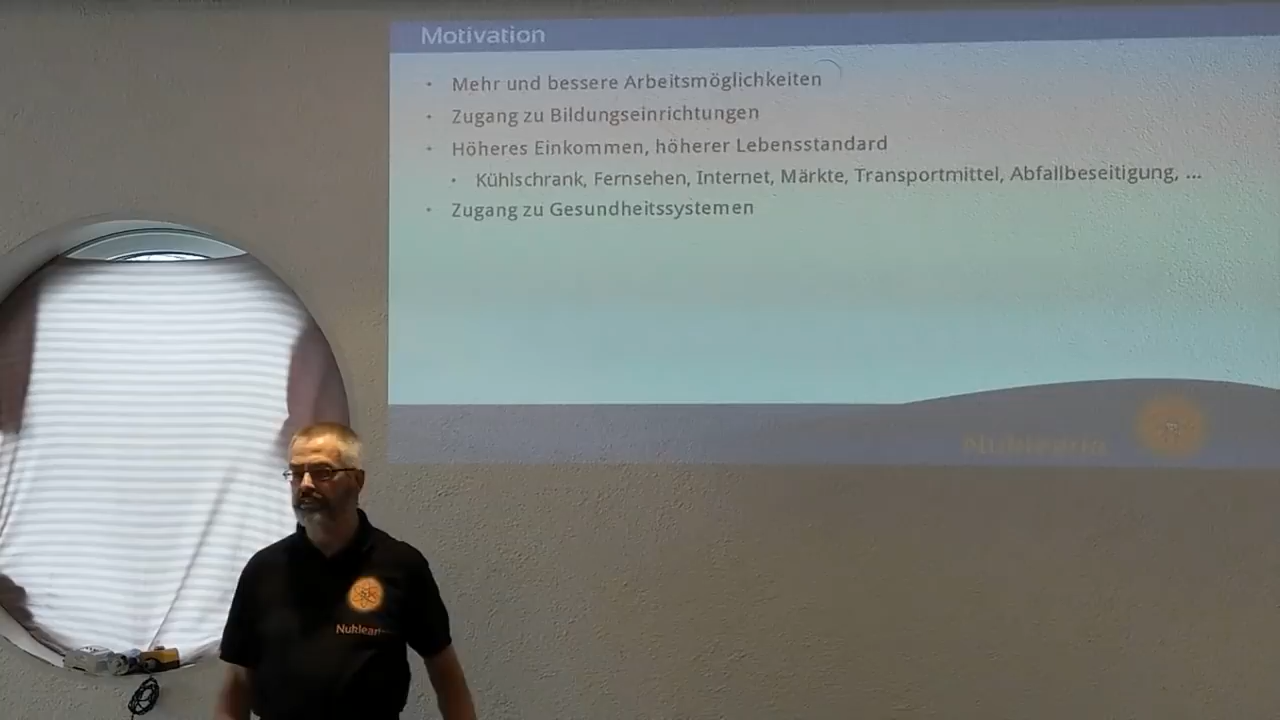 Motivation
Mehr und bessere Arbeitsmöglichkeiten
Zugang zu Bildungseinrichtungen
Höheres Einkommen, höherer Lebensstandard
Kühlschrank, Fernsehen, Internet, Märkte, Transportmittel, Abfallbeseitigung, ...
Zugang zu Gesundheitssystemen
Nuklearia